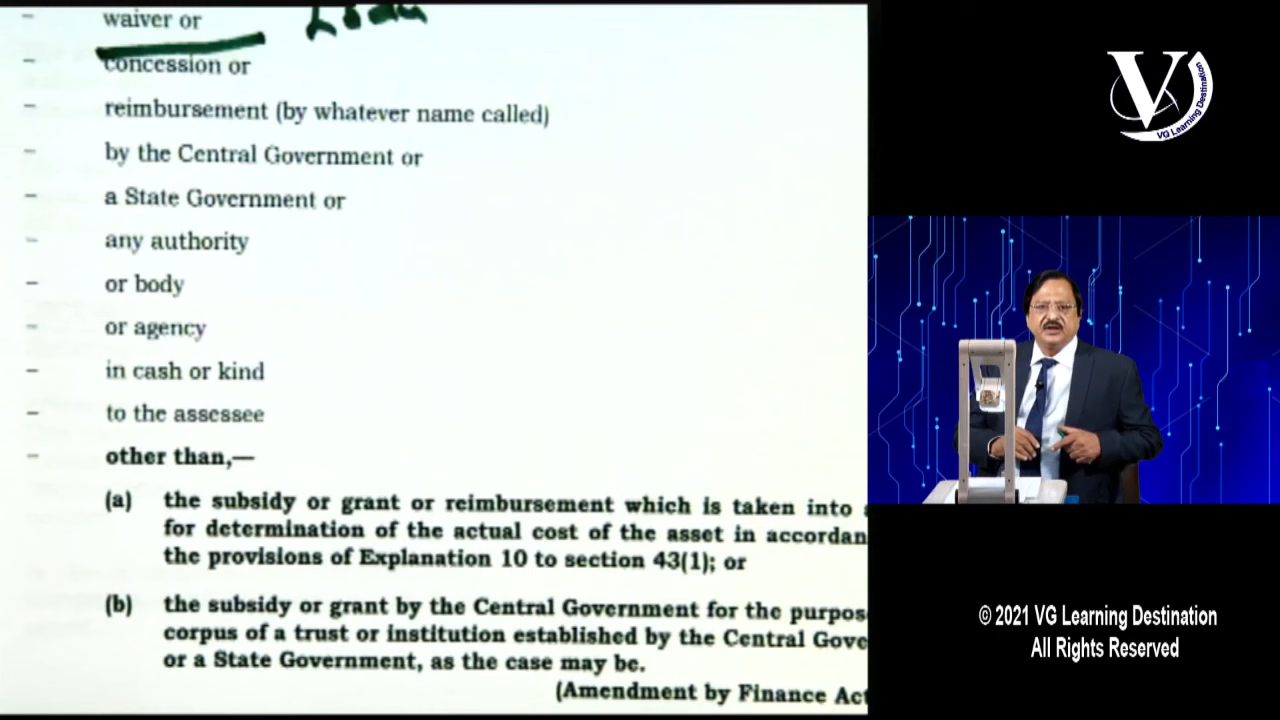 - waiver or
- concession or
- reimbursement (by whatever name called)
- by the Central Government or
- a State Government or
- any authority
- or body
- or agency
- in cash or kind
- to the assessee
- other than,—
(a) the subsidy or grant or reimbursement which is taken into
for determination of the actual cost of the asset in accordan
the provisions of Explanation 10 to section 43(1); or
(b) the subsidy or grant by the Central Government for the purpos
corpus of a trust or institution established by the Central Gove
or a State Government, as the case may be.
(Amendment by Finance Act
V
VG Learning Destination
© 2021 VG Learning Destination
All Rights Reserved